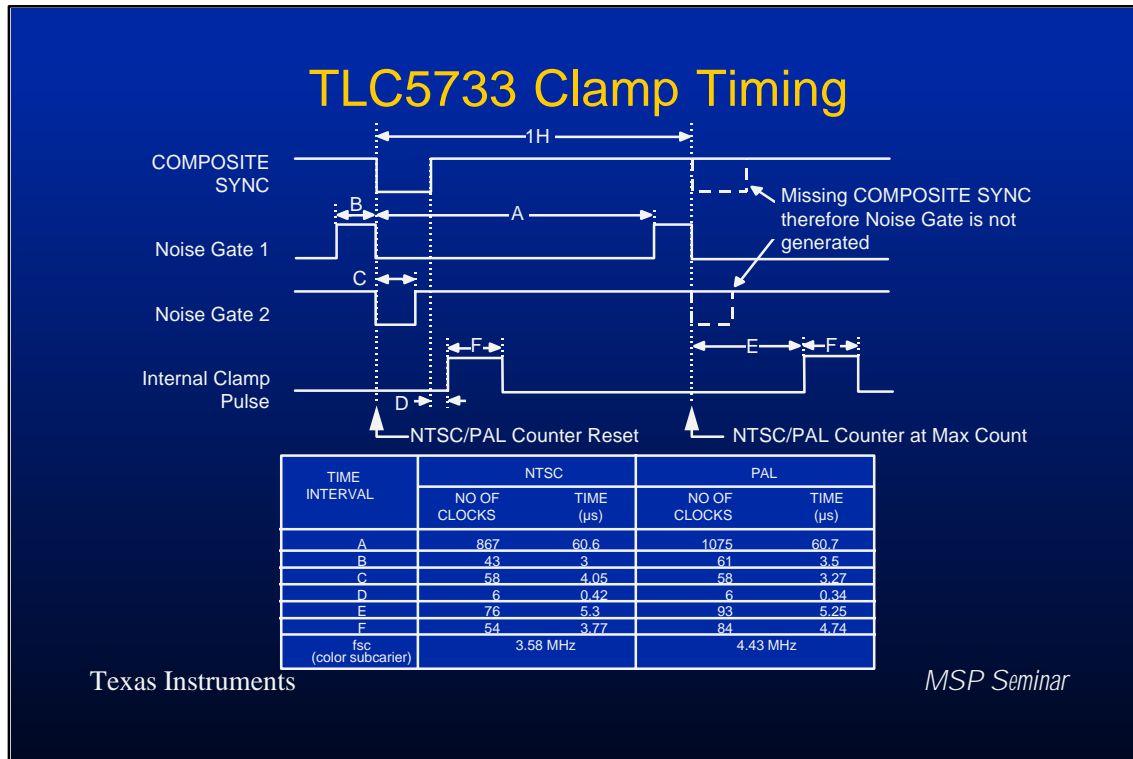 TLC5733 Clamp Timing
1H
COMPOSITE
SYNC
B
A
Missing COMPOSITE SYNC
therefore Noise Gate is not
generated
Noise Gate 1
C
Noise Gate 2
F
E
F
Internal Clamp
Pulse
D
NTSC/PAL Counter Reset
NTSC/PAL Counter at Max Count
TIME
INTERVAL
NTSC
PAL
NO OF
CLOCKS
TIME
(µs)
NO OF
CLOCKS
TIME
(µs)
A 867 60.6 1075 60.7
B 43 3 61 3.5
C 58 4.05 58 3.27
D 6 0.42 6 0.34
E 76 5.3 93 5.25
F 54 3.77 84 4.74
fsc
(color subcarier)
3.58 MHz
4.43 MHz
Texas Instruments
MSP Seminar